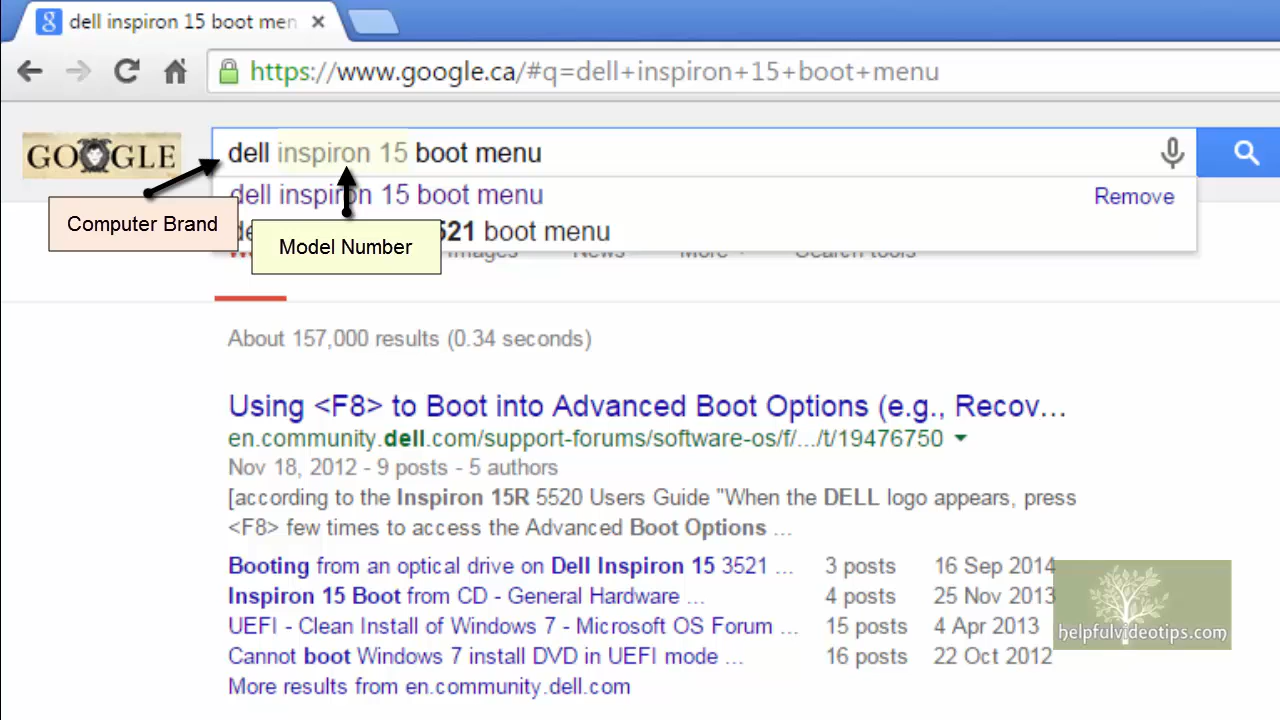 dell inspiron 15 boot men
https://www.google.ca/#q=dell+inspiron+15+boot+menu
GOOGLE
dell inspiron 15 boot menu
dell inspiron 15 boot menu
Remove
Computer Brand
Model Number
521 boot menu
Images News More Search tools
About 157,000 results (0.34 seconds)
Using <F8> to Boot into Advanced Boot Options (e.g., Recov...
en.community.dell.com/support-forums/software-os/f/.../t/19476750
Nov 18, 2012 - 9 posts - 5 authors
[according to the Inspiron 15R 5520 Users Guide "When the DELL logo appears, press
<F8> few times to access the Advanced Boot Options ...
Booting from an optical drive on Dell Inspiron 15 3521 ... 3 posts 16 Sep 2014
Inspiron 15 Boot from CD - General Hardware ... 4 posts 25 Nov 2013
UEFI - Clean Install of Windows 7 - Microsoft OS Forum ... 15 posts 4 Apr 2013
Cannot boot Windows 7 install DVD in UEFI mode ... 16 posts 22 Oct 2012
More results from en.community.dell.com
helpfulvideotips.com